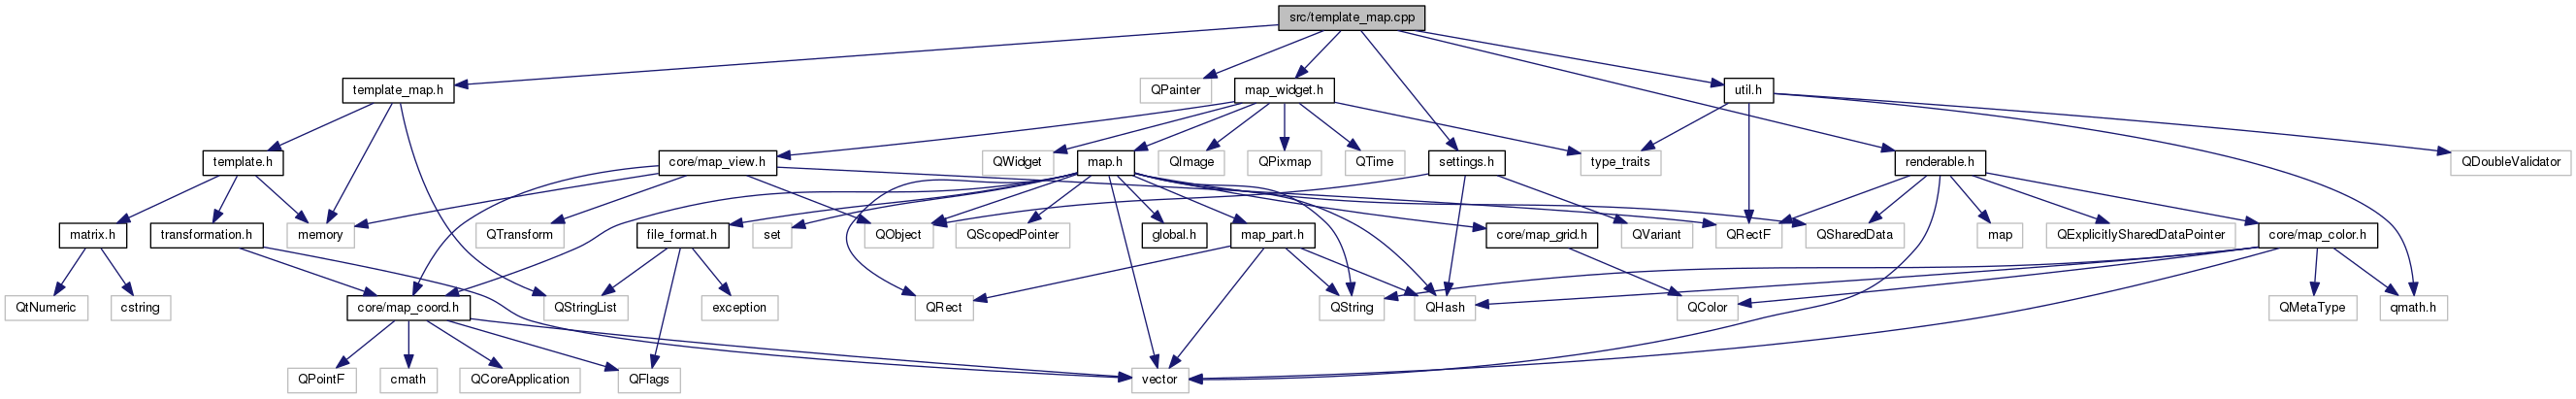 src/template_map.cpp
template_map.h
QPainter
map_widget.h
util.h
template.h
core/map_view.h
QWidget
map.h
QImage
QPixmap
QTime
settings.h
type_traits
renderable.h
QDoubleValidator
matrix.h
transformation.h
memory
QTransform
file_format.h
set
QObject
QScopedPointer
global.h
map_part.h
core/map_grid.h
QVariant
QRectF
QSharedData
map
QExplicitlySharedDataPointer
core/map_color.h
QtNumeric
cstring
core/map_coord.h
QStringList
exception
QRect
QString
QHash
QColor
QMetaType
qmath.h
QPointF
cmath
QCoreApplication
QFlags
vector